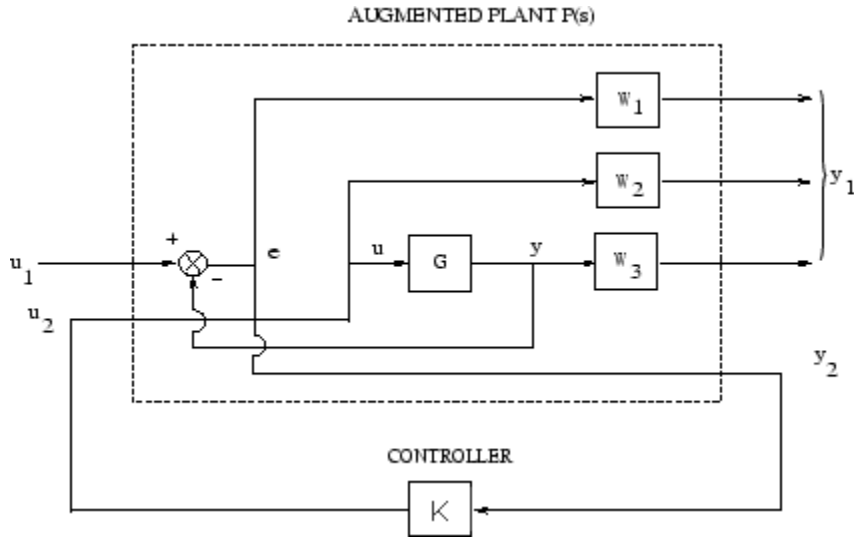 AUGMENTED PLANT P(s)
W1
W2
y1
+
e
u
G
y
W3
u1
−
u2
y2
CONTROLLER
K